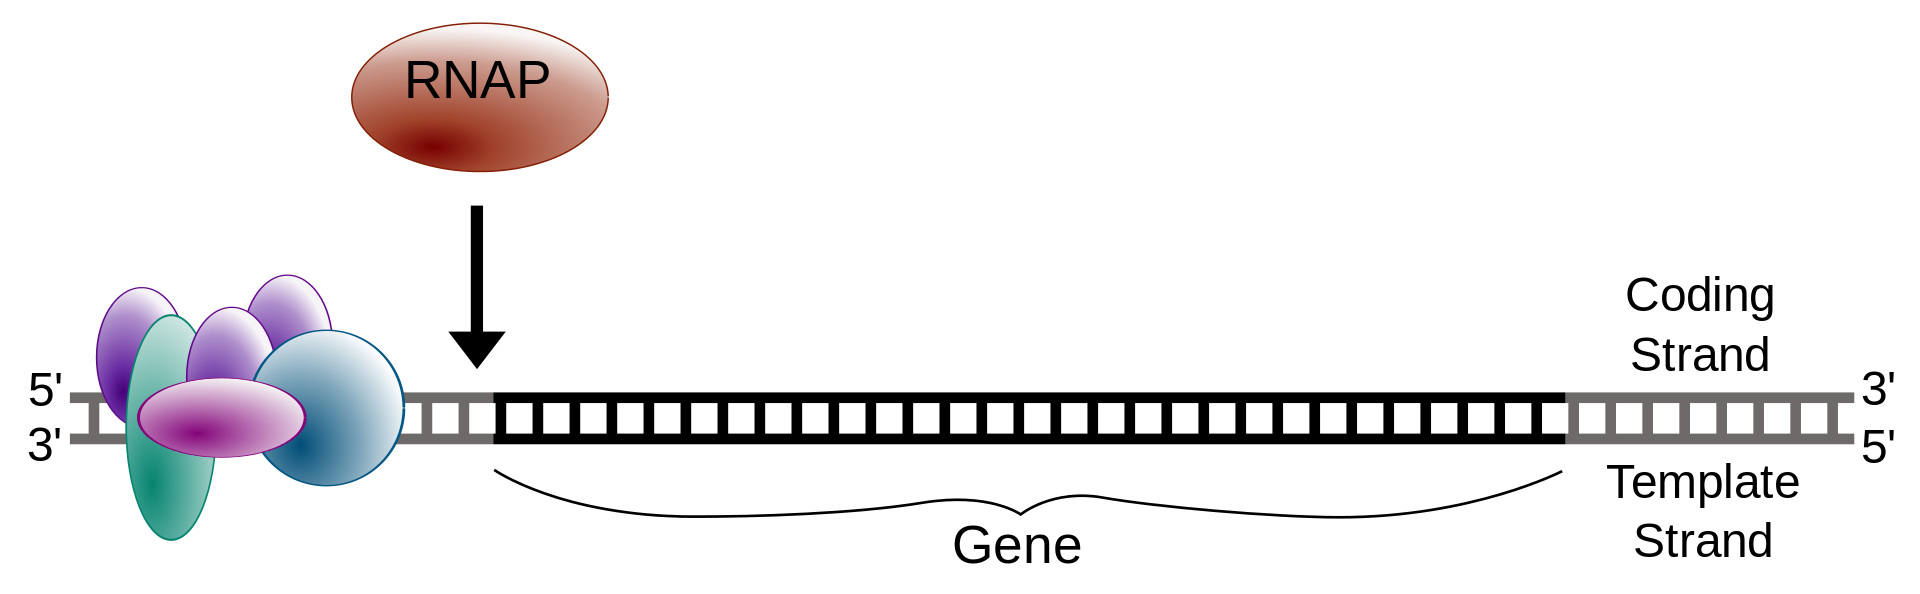 RNAP
Coding
Strand
5'
3'
3'
5'
Template
Strand
Gene